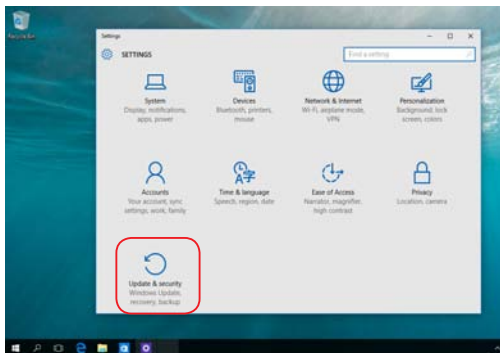 Recycle Bin
Settings
SETTINGS
Find a setting
System
Display, notifications,
apps, power
Devices
Bluetooth, printers,
mouse
Network & Internet
Wi-Fi, airplane mode,
VPN
Personalization
Background, lock
screen, colors
Accounts
Your account, sync
settings, work, family
Time & language
Speech, region, date
Ease of Access
Narrator, magnifier,
high contrast
Privacy
Location, camera
Update & security
Windows Update,
recovery, backup